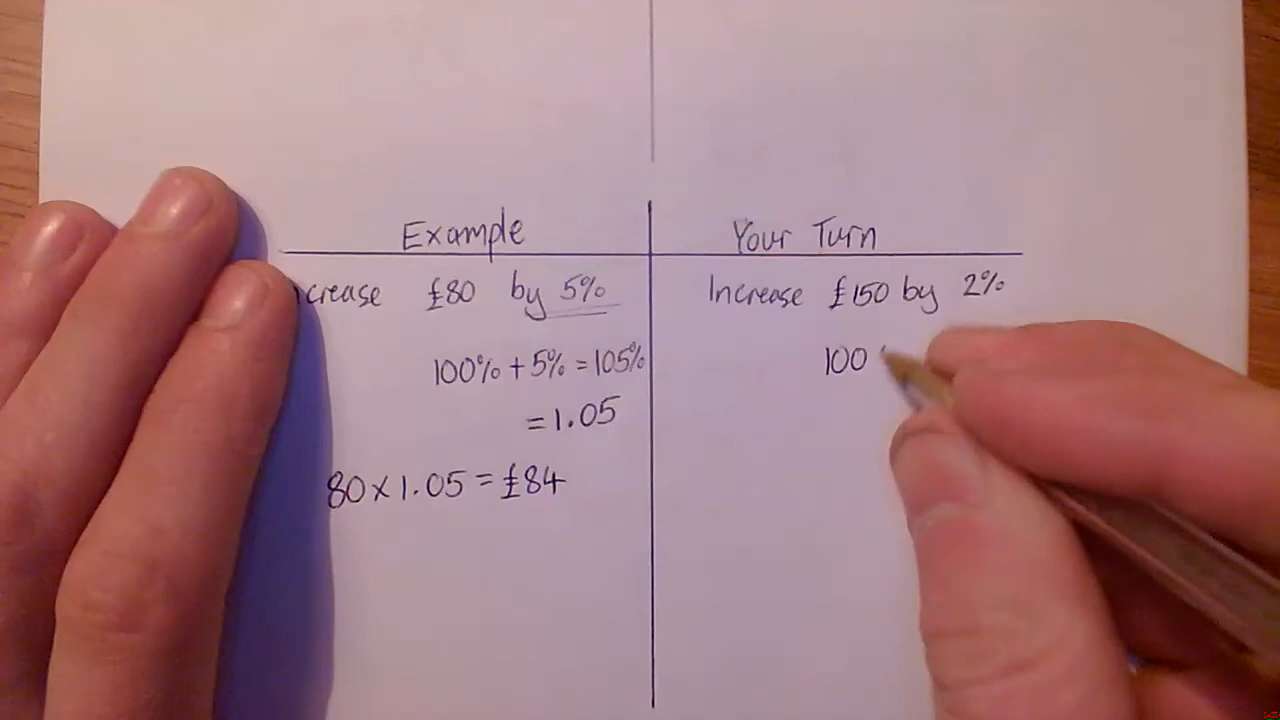 Example
crease £80 by 5%
100% + 5% = 105%
= 1.05
80 × 1.05 = £84
Your Turn
Increase £150 by 2%
100